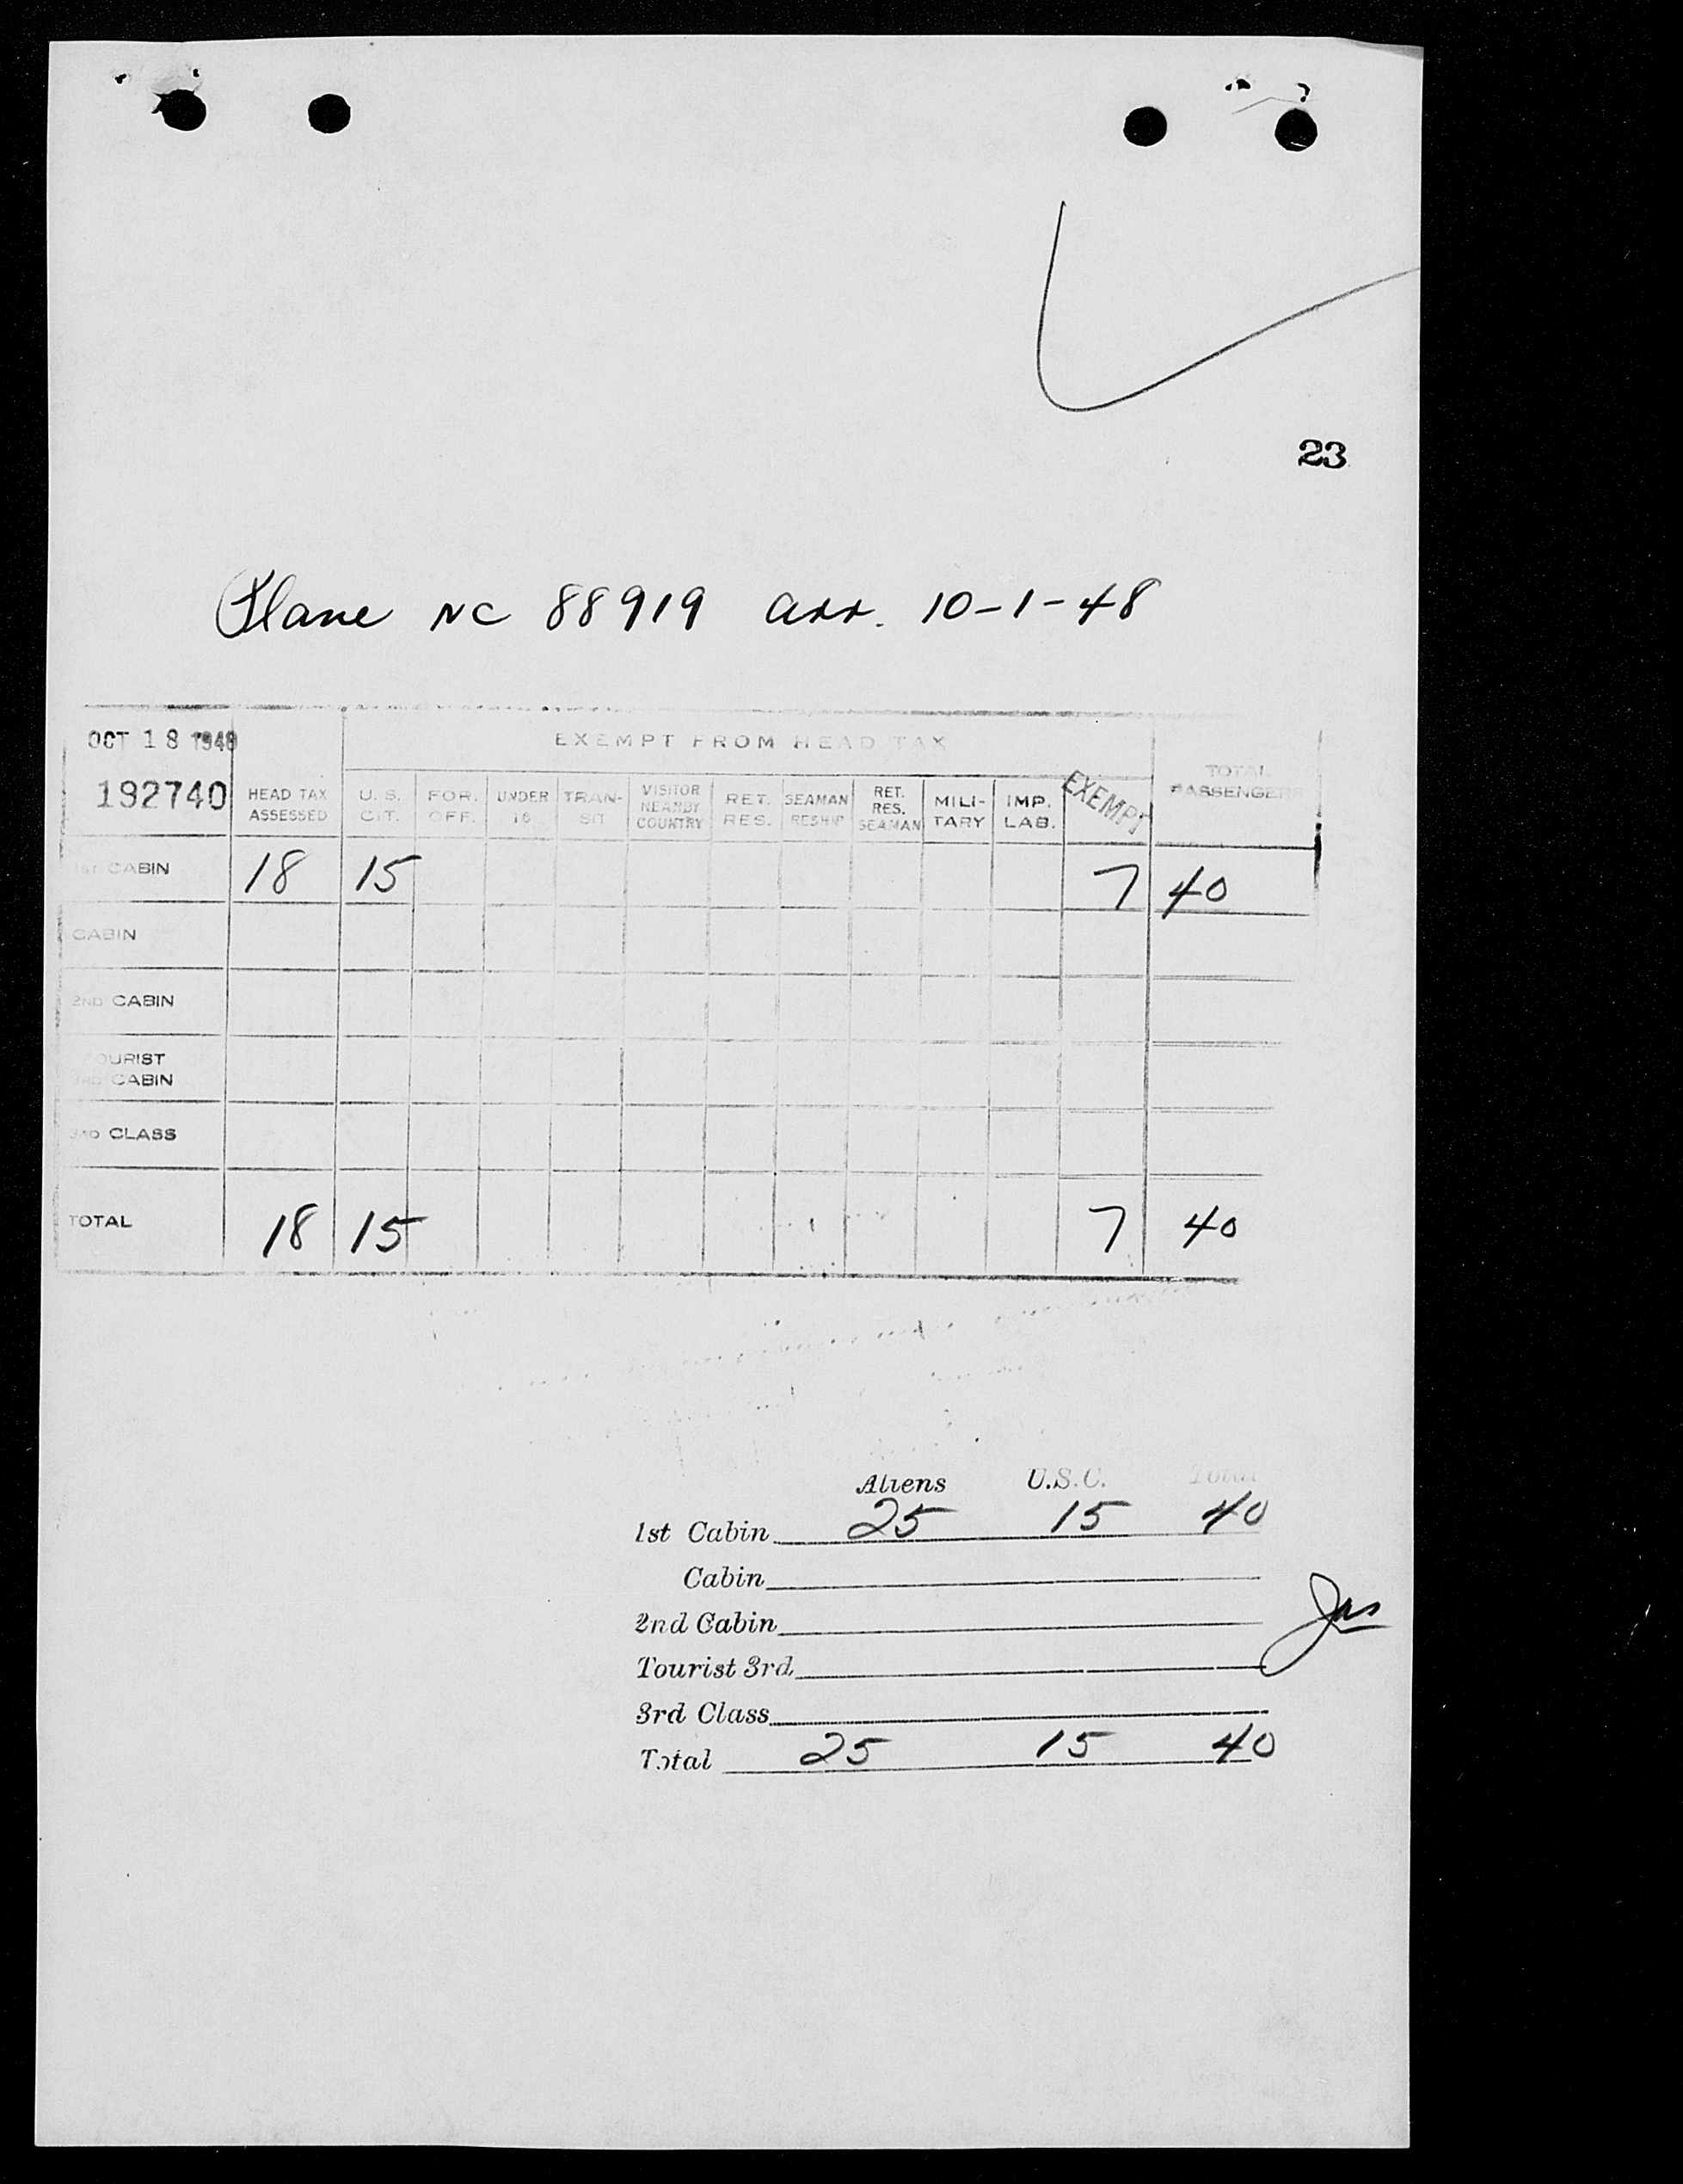 23
Plane NC 88919 arr. 10-1-48
OCT 18 1948
192740
EXEMPT FROM HEAD TAX
HEAD TAX ASSESSED
U. S. CIT.
FOR. OFF.
UNDER 16
TRAN-SIT
VISITOR NEARBY COUNTRY
RET. RES.
SEAMAN RESHIP
RET. RES. SEAMAN
MILI-TARY
IMP. LAB.
EXEMPT
TOTAL PASSENGERS
1ST CABIN 18 15 7 40
CABIN
2ND CABIN
TOURIST
3RD CABIN
3RD CLASS
TOTAL 18 15 7 40
Aliens U.S.C. Total
1st Cabin 25 15 40
Cabin
2nd Cabin
Tourist 3rd
3rd Class
Total 25 15 40